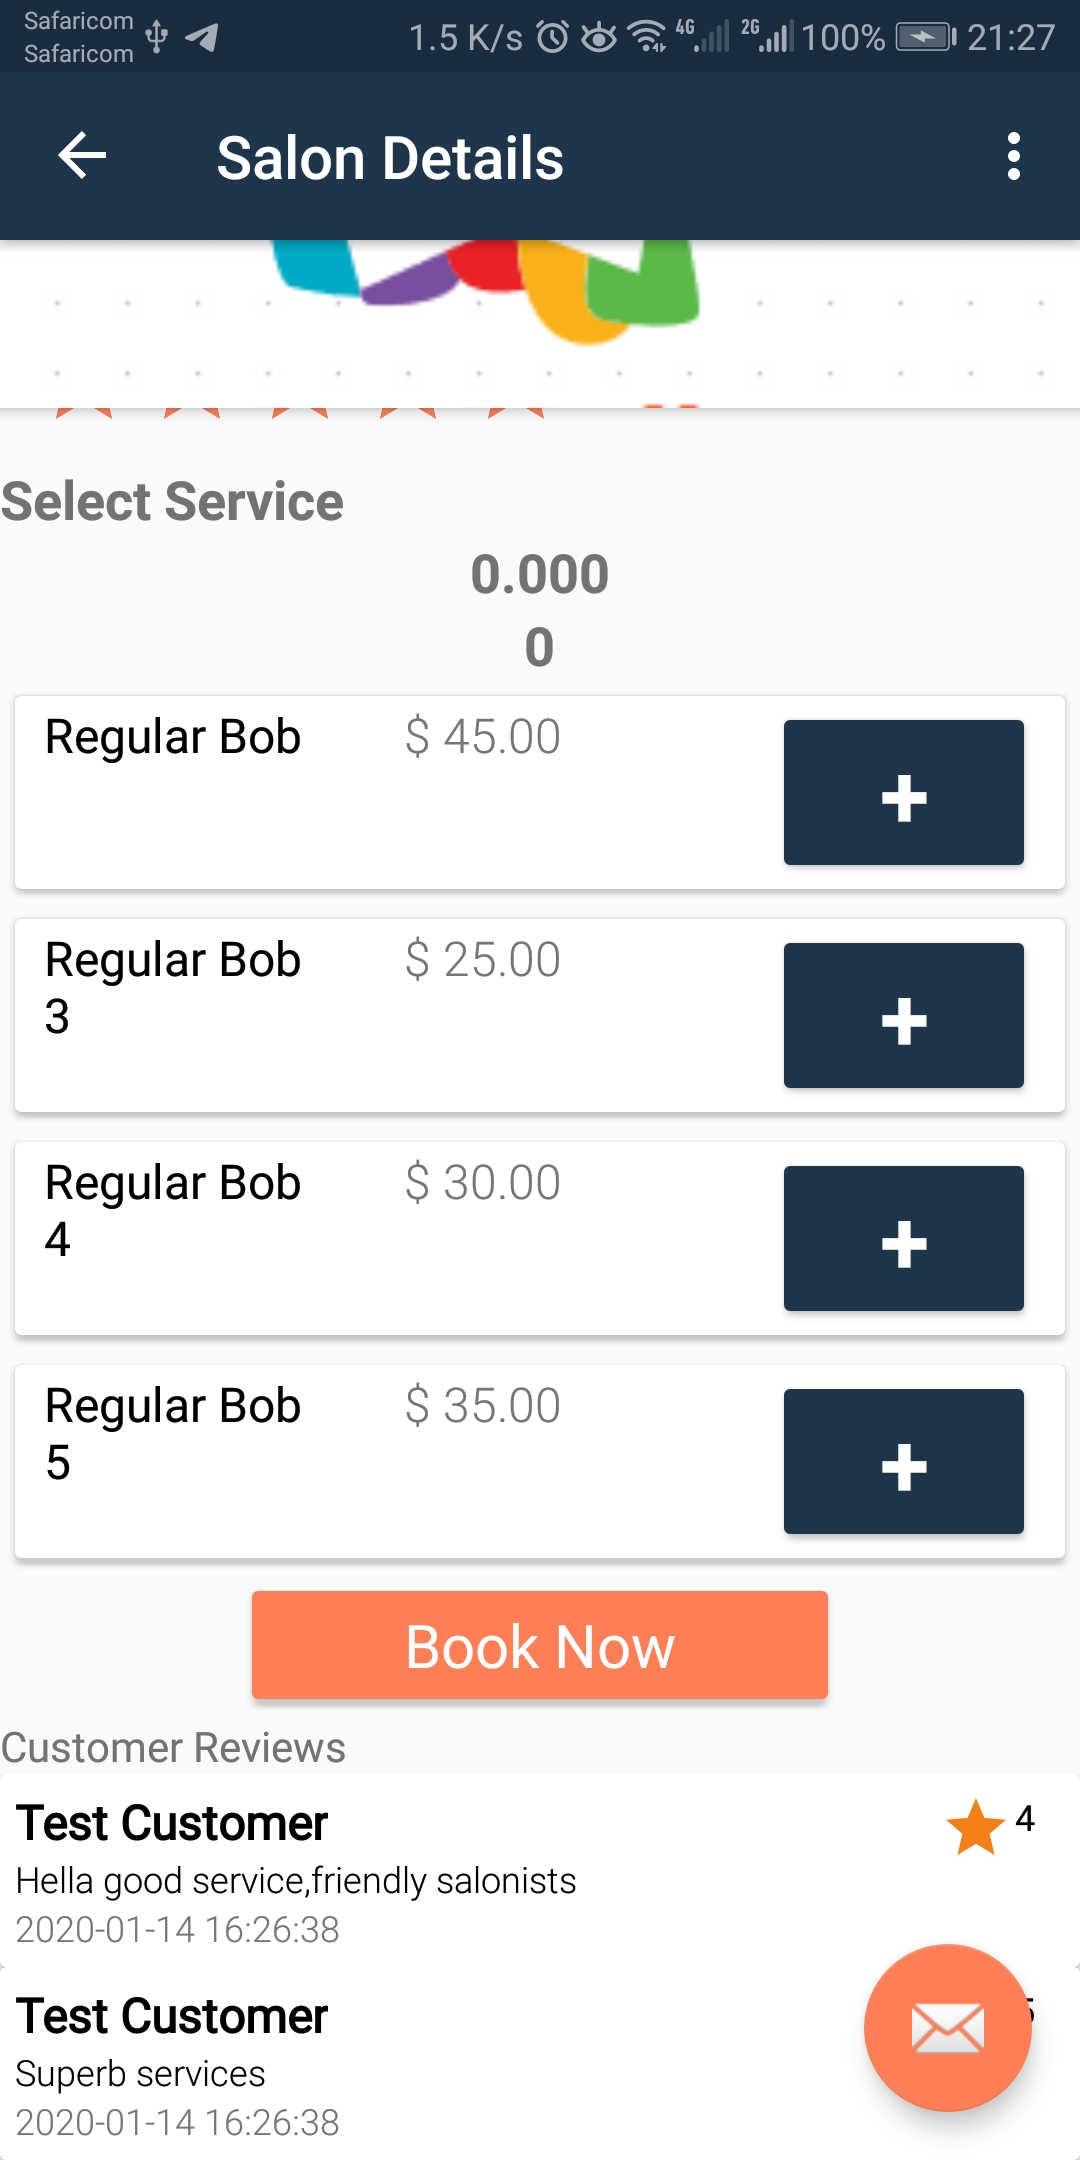 Safaricom
Safaricom
1.5 K/s 4G 2G 100% 21:27
Salon Details
Select Service
0.000
0
Regular Bob $ 45.00 +
Regular Bob $ 25.00 +
3
Regular Bob $ 30.00 +
4
Regular Bob $ 35.00 +
5
Book Now
Customer Reviews
Test Customer 4
Hella good service,friendly salonists
2020-01-14 16:26:38
Test Customer
Superb services
2020-01-14 16:26:38